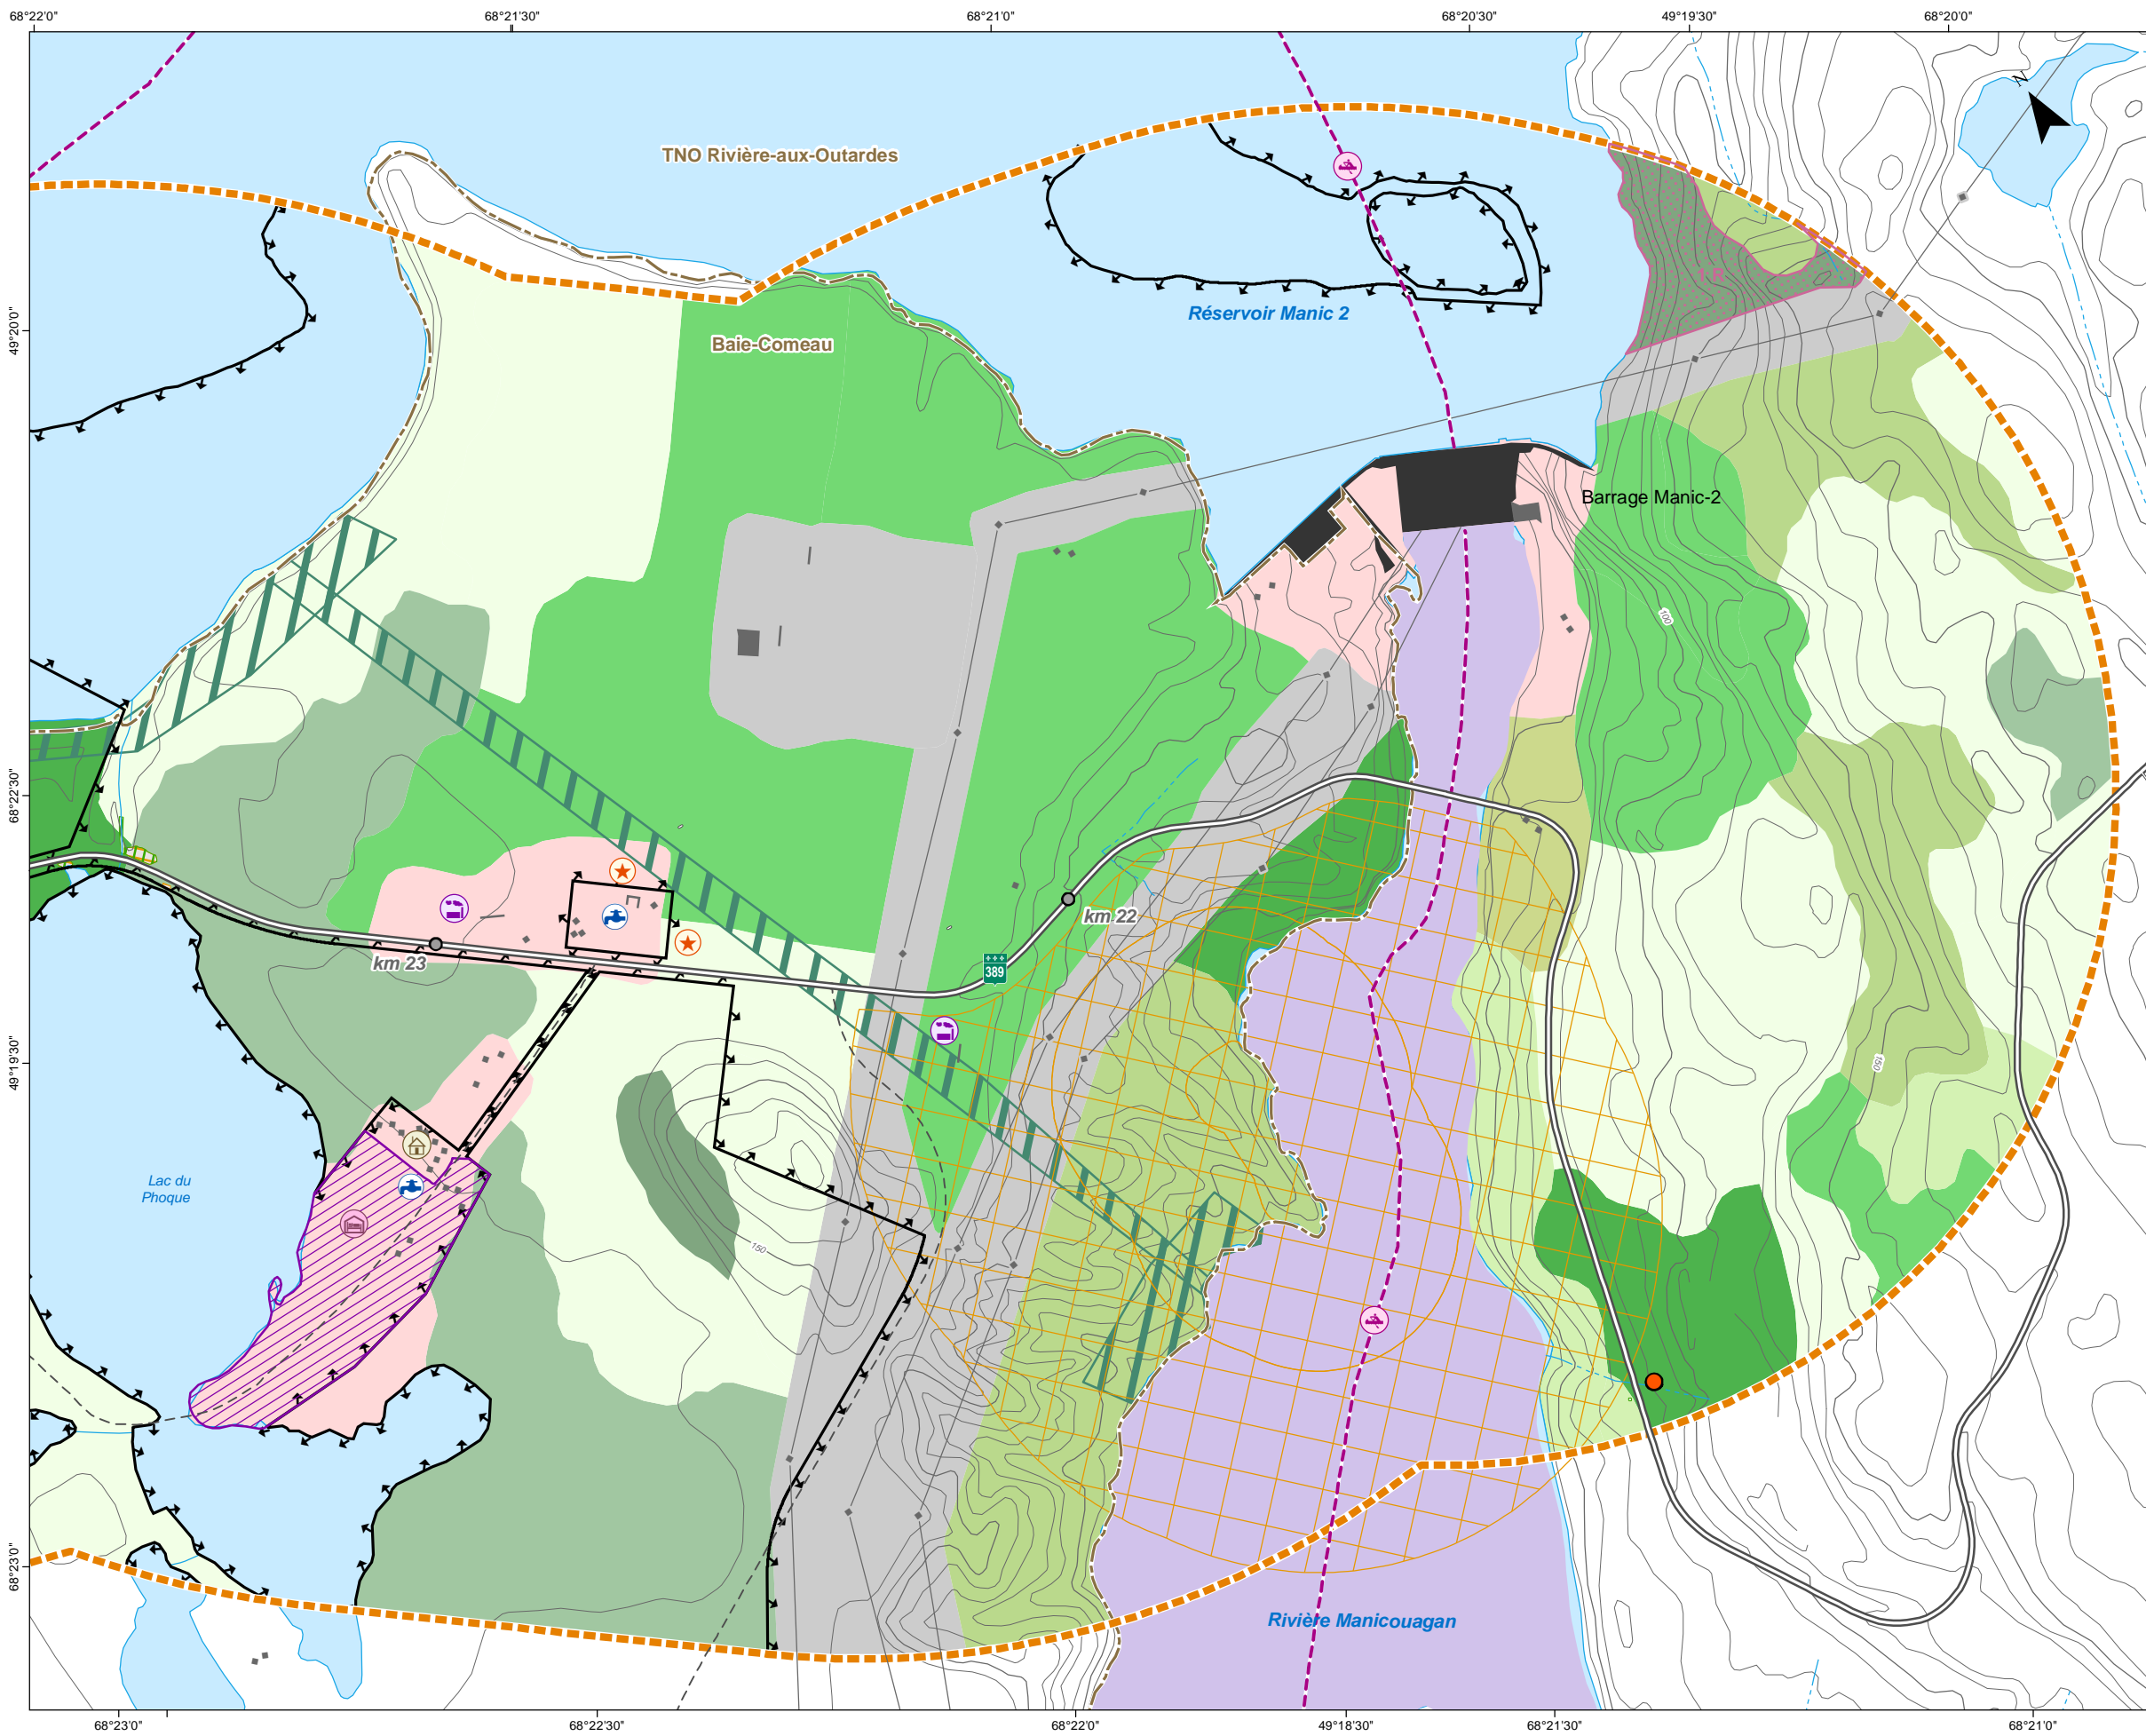 68°22'0"
68°21'30"
68°21'0"
68°20'30"
49°19'30"
68°20'0"
N
TNO Rivière-aux-Outardes
1-R
Réservoir Manic 2
49°20'0"
Baie-Comeau
Barrage Manic-2
100
68°22'30"
km 22
km 23
389
49°19'30"
150
Lac du
Phoque
150
68°23'0"
Rivière Manicouagan
68°23'0"
68°22'30"
68°22'0"
49°18'30"
68°21'30"
68°21'0"